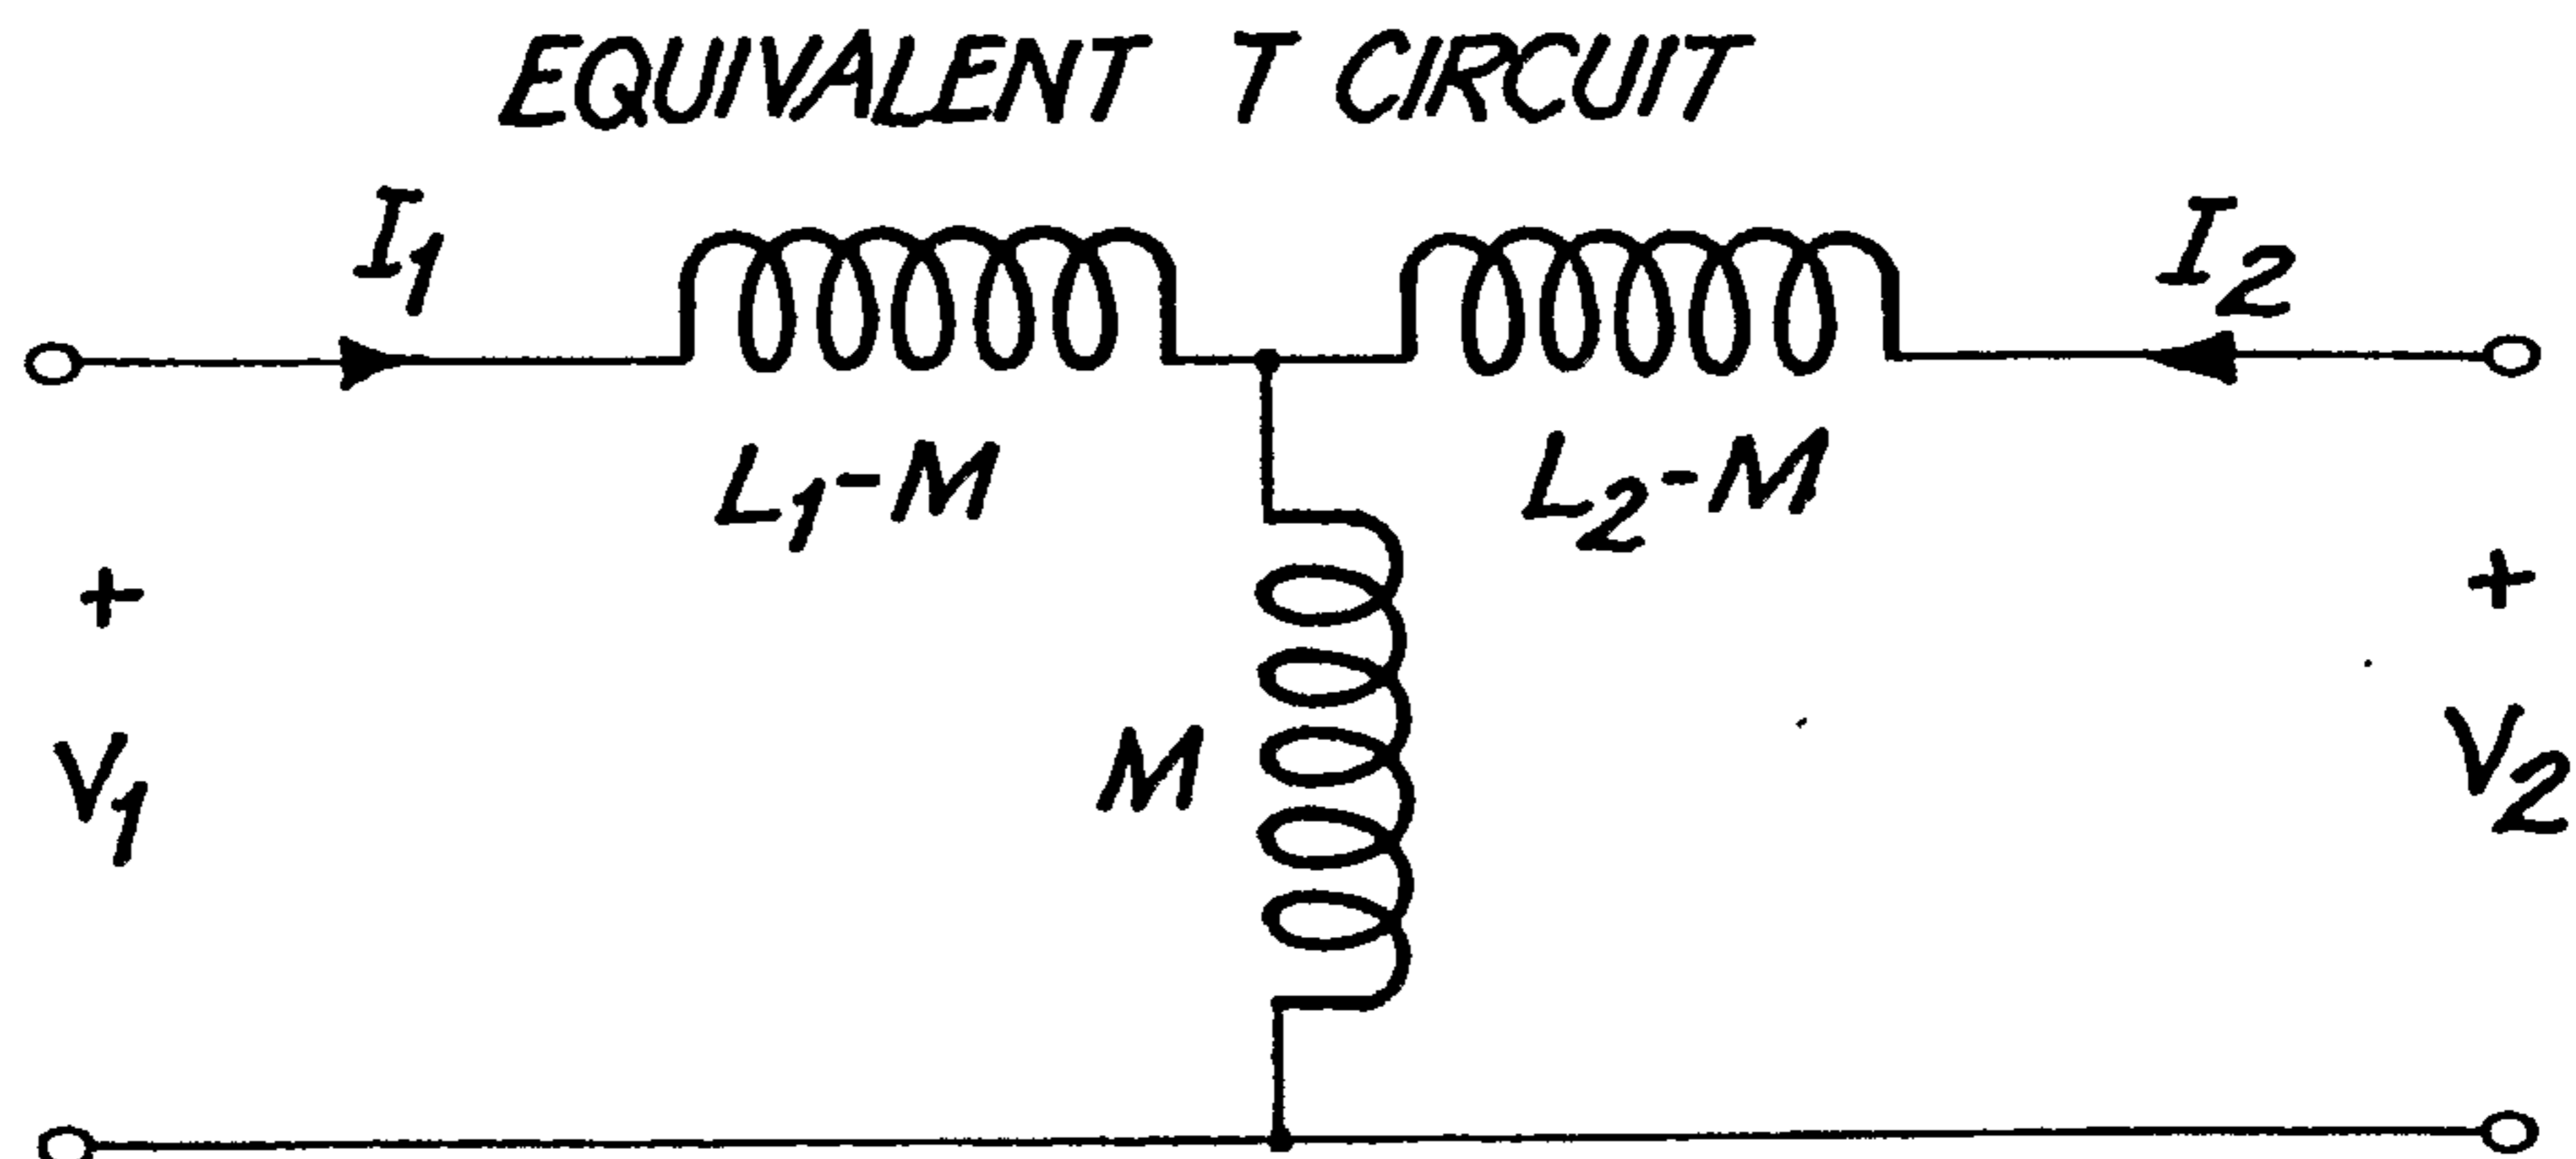 EQUIVALENT T CIRCUIT
I1 I2
L1-M L2-M
+ +
M
V1 V2